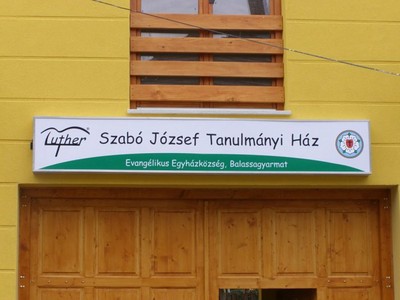 Luther Szabó József Tanulmányi Ház
Evangélikus Egyházközség, Balassagyarmat